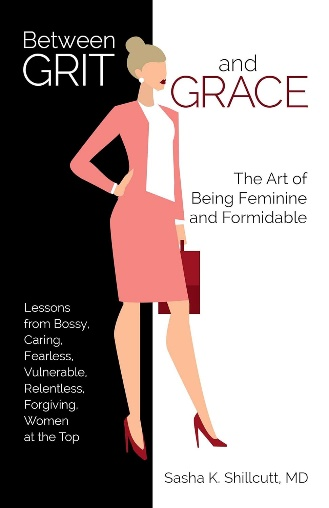 Between
GRIT
and
GRACE
The Art of
Being Feminine
and Formidable
Lessons
from Bossy,
Caring,
Fearless,
Vulnerable,
Relentless,
Forgiving,
Women
at the Top
Sasha K. Shillcutt, MD